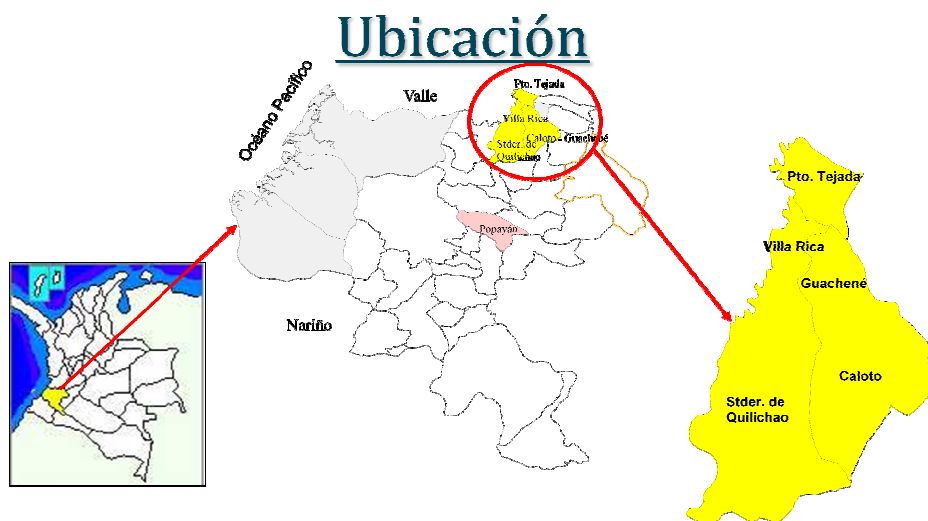 Ubicación
Océano Pacífico
Valle
Pto. Tejada
Villa Rica
Caloto - Guachené
Stder. de
Quilichao
Popayán
Nariño
Pto. Tejada
Villa Rica
Guachené
Caloto
Stder. de
Quilichao